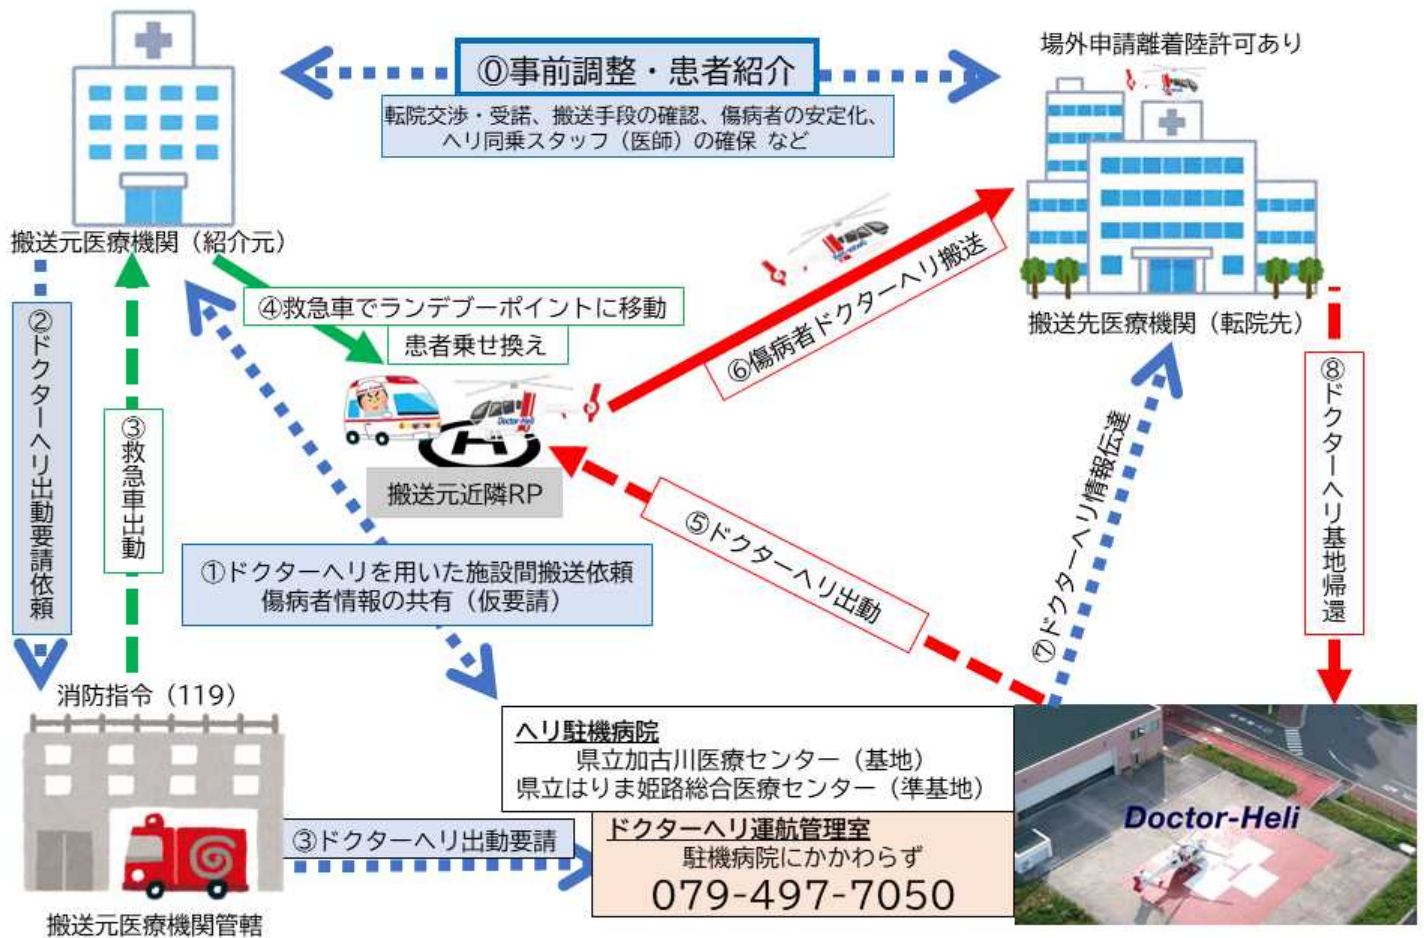 ⓪事前調整・患者紹介
転院交渉・受諾、搬送手段の確認、傷病者の安定化、
ヘリ同乗スタッフ（医師）の確保 など
場外申請離着陸許可あり
搬送元医療機関（紹介元）
搬送先医療機関（転院先）
④救急車でランデブーポイントに移動
患者乗せ換え
⑥傷病者ドクターヘリ搬送
②ドクターヘリ出動要請依頼
③救急車出動
Doctor-Heli
搬送元近隣RP
⑤ドクターヘリ出動
⑦ドクターヘリ情報伝達
⑧ドクターヘリ基地帰還
①ドクターヘリを用いた施設間搬送依頼
傷病者情報の共有（仮要請）
消防指令（119）
ヘリ駐機病院
県立加古川医療センター（基地）
県立はりま姫路総合医療センター（準基地）
③ドクターヘリ出動要請
ドクターヘリ運航管理室
駐機病院にかかわらず
079-497-7050
Doctor-Heli
搬送元医療機関管轄